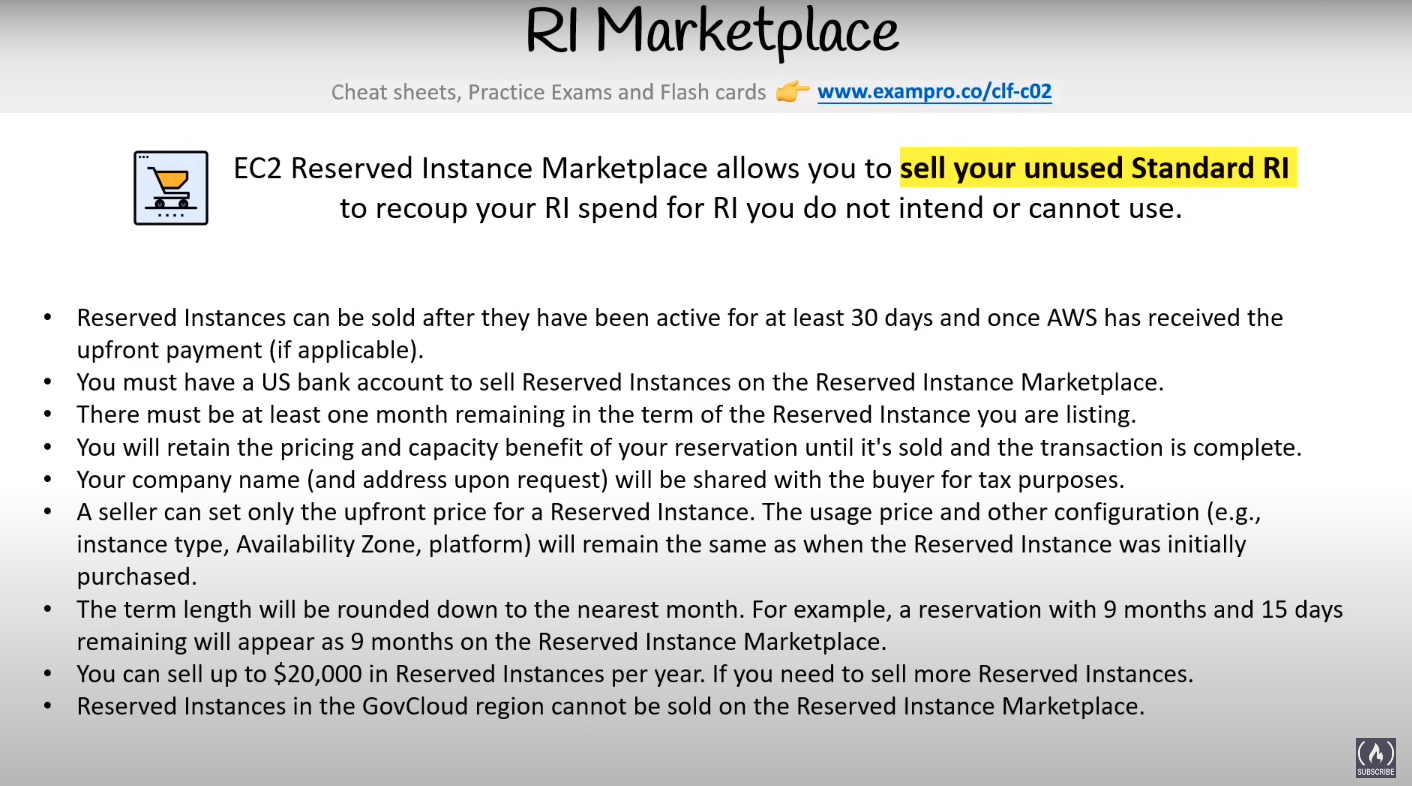 RI Marketplace
Cheat sheets, Practice Exams and Flash cards 👉 www.exampro.co/clf-c02
EC2 Reserved Instance Marketplace allows you to sell your unused Standard RI
to recoup your RI spend for RI you do not intend or cannot use.
• Reserved Instances can be sold after they have been active for at least 30 days and once AWS has received the
upfront payment (if applicable).
• You must have a US bank account to sell Reserved Instances on the Reserved Instance Marketplace.
• There must be at least one month remaining in the term of the Reserved Instance you are listing.
• You will retain the pricing and capacity benefit of your reservation until it's sold and the transaction is complete.
• Your company name (and address upon request) will be shared with the buyer for tax purposes.
• A seller can set only the upfront price for a Reserved Instance. The usage price and other configuration (e.g.,
instance type, Availability Zone, platform) will remain the same as when the Reserved Instance was initially
purchased.
• The term length will be rounded down to the nearest month. For example, a reservation with 9 months and 15 days
remaining will appear as 9 months on the Reserved Instance Marketplace.
• You can sell up to $20,000 in Reserved Instances per year. If you need to sell more Reserved Instances.
• Reserved Instances in the GovCloud region cannot be sold on the Reserved Instance Marketplace.
SUBSCRIBE